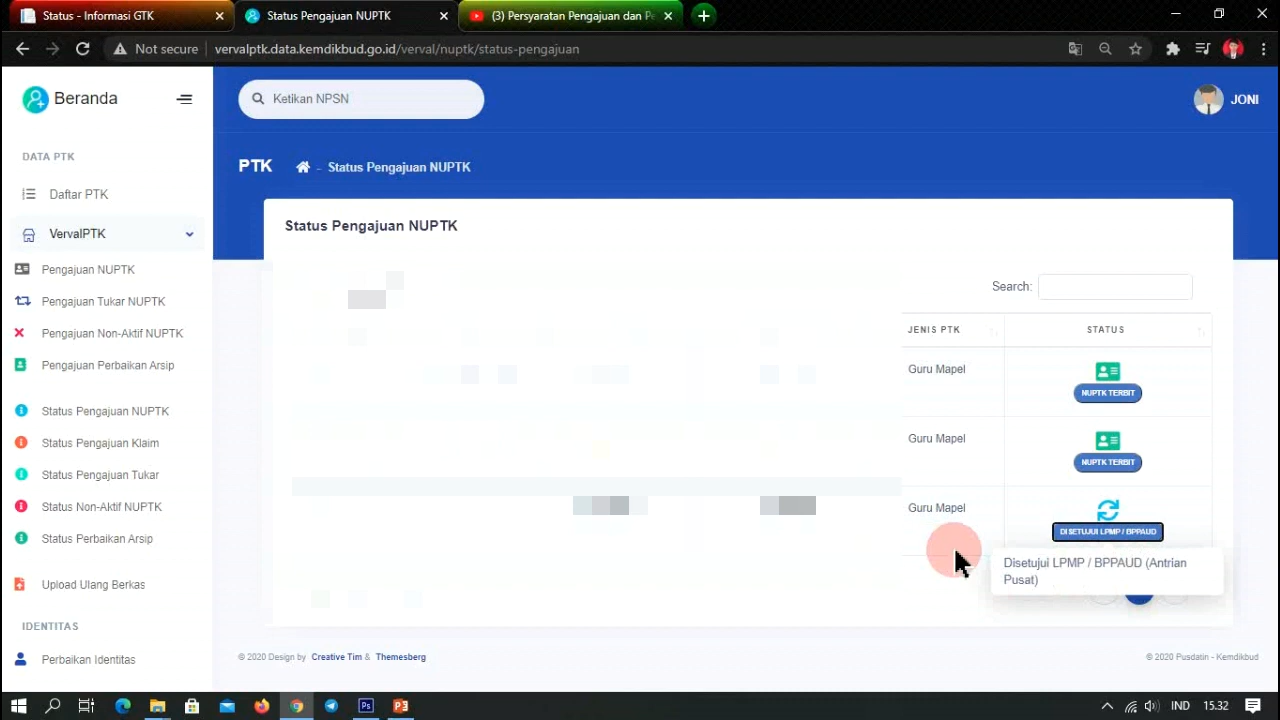 Status - Informasi GTK
Status Pengajuan NUPTK
(3) Persyaratan Pengajuan dan Pe
Not secure
vervalptk.data.kemdikbud.go.id/verval/nuptk/status-pengajuan
Beranda
Ketikan NPSN
JONI
DATA PTK
Daftar PTK
VervalPTK
Pengajuan NUPTK
Pengajuan Tukar NUPTK
Pengajuan Non-Aktif NUPTK
Pengajuan Perbaikan Arsip
Status Pengajuan NUPTK
Status Pengajuan Klaim
Status Pengajuan Tukar
Status Non-Aktif NUPTK
Status Perbaikan Arsip
Upload Ulang Berkas
IDENTITAS
Perbaikan Identitas
PTK - Status Pengajuan NUPTK
Status Pengajuan NUPTK
Search:
JENIS PTK STATUS
Guru Mapel
NUPTK TERBIT
Guru Mapel
NUPTK TERBIT
Guru Mapel
DISETUJUI LPMP / BPPAUD
Disetujui LPMP / BPPAUD (Antrian
Pusat)
© 2020 Design by Creative Tim & Themesberg
© 2020 Pusdatin - Kemdikbud
IND 15.32